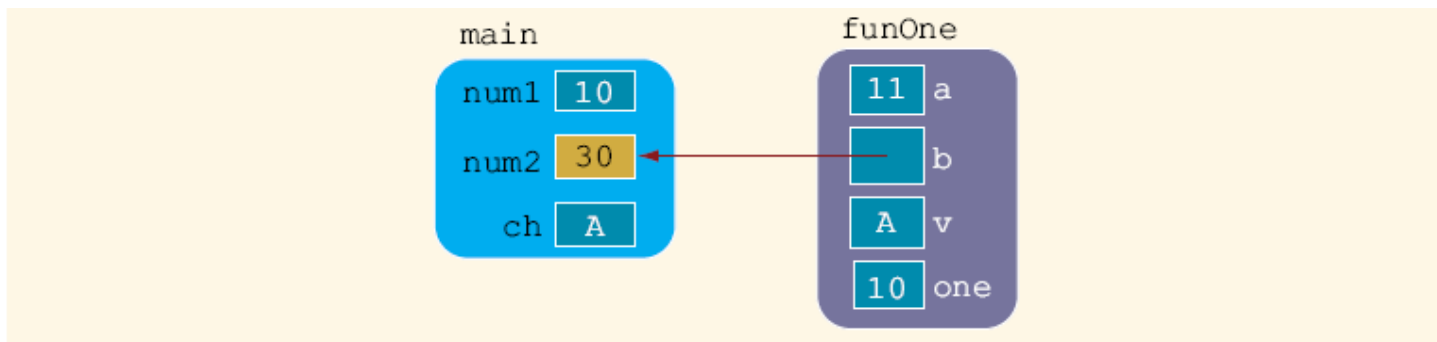 main
num1 10
num2 30
ch A
funOne
11 a
b
A v
10 one